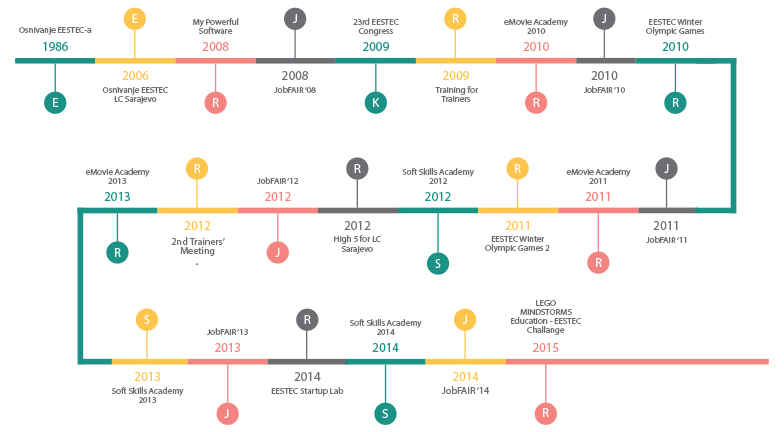 Osnivanje EESTEC-a
1986
E
E
2006
Osnivanje EESTEC
LC Sarajevo
My Powerful
Software
2008
R
J
2008
JobFAIR '08
23rd EESTEC
Congress
2009
K
R
2009
Training for
Trainers
eMovie Academy
2010
2010
R
J
2010
JobFAIR '10
EESTEC Winter
Olympic Games
2010
R
eMovie Academy
2013
2013
R
R
2012
2nd Trainers'
Meeting
.
JobFAIR '12
2012
J
R
2012
High 5 for LC
Sarajevo
Soft Skills Academy
2012
2012
S
R
2011
EESTEC Winter
Olympic Games 2
eMovie Academy
2011
2011
R
J
2011
JobFAIR '11
S
2013
Soft Skills Academy
2013
JobFAIR '13
2013
J
R
2014
EESTEC Startup Lab
Soft Skills Academy
2014
2014
S
J
2014
JobFAIR '14
LEGO
MINDSTORMS
Education - EESTEC
Challange
2015
R